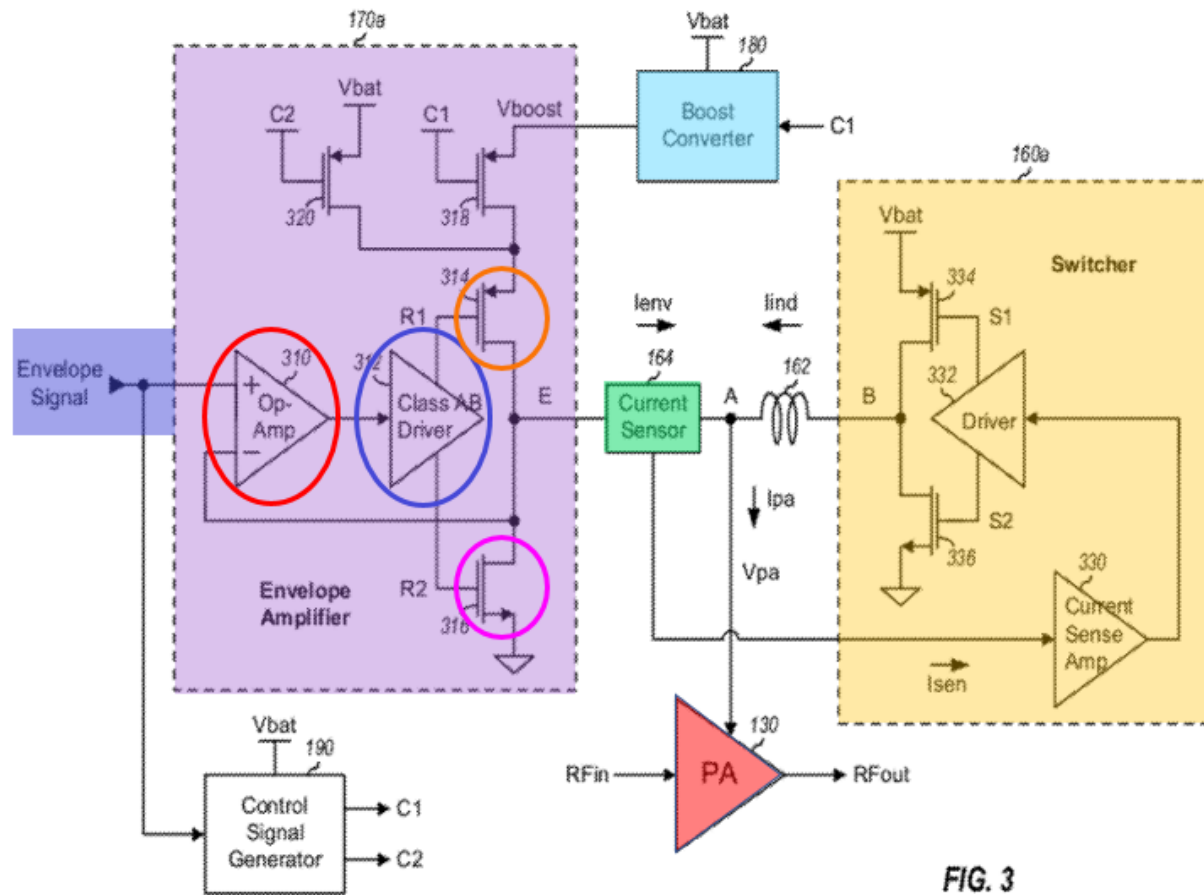 170a
Vbat
180
Boost
Converter
C1
Vbat
C2
C1
Vboost
320
318
160a
Vbat
Switcher
334
S1
332
Driver
S2
336
330
Current
Sense
Amp
Isen
314
R1
Envelope
Signal
310
+
Op-
Amp
−
312
Class AB
Driver
E
Ienv
Iind
164
Current
Sensor
A
162
B
Ipa
Vpa
R2
316
Envelope
Amplifier
Vbat
190
Control
Signal
Generator
C1
C2
RFin
PA
130
RFout
FIG. 3